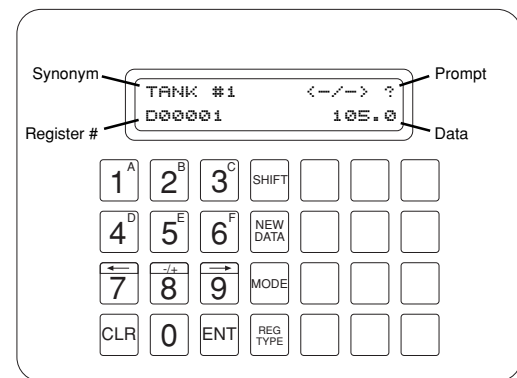 Synonym
Prompt
TANK #1 <-/-> ?
D00001 105.0
Register #
Data
1 A 2 B 3 C SHIFT
4 D 5 E 6 F NEW DATA
← -/+ →
7 8 9 MODE
CLR 0 ENT REG TYPE